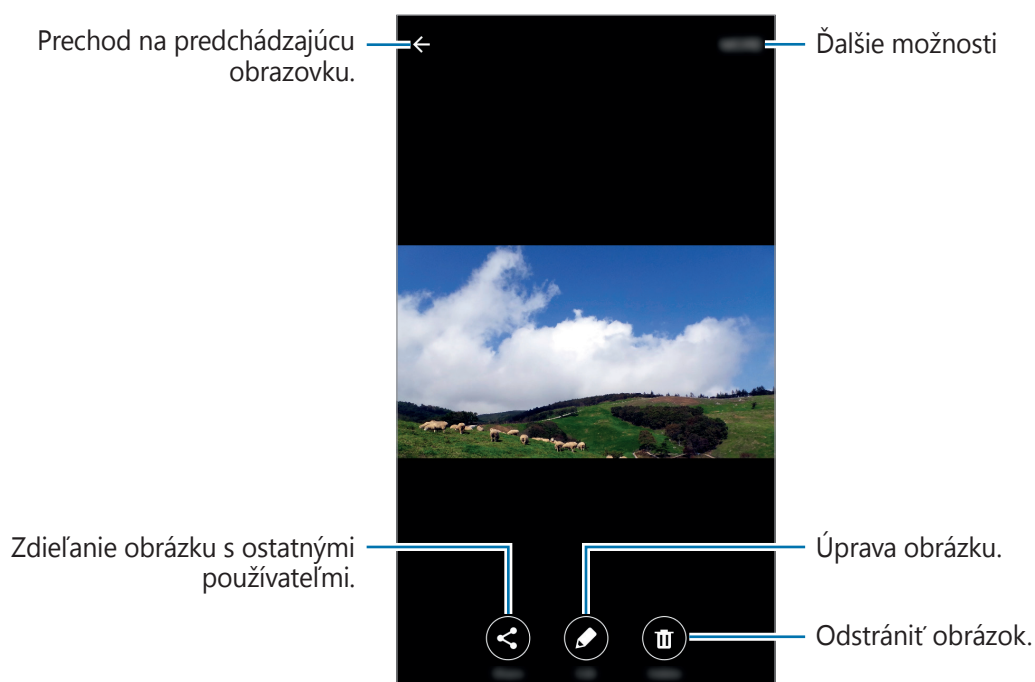 Prechod na predchádzajúcu
obrazovku.
Ďalšie možnosti
Zdieľanie obrázku s ostatnými
používateľmi.
Úprava obrázku.
Odstrániť obrázok.